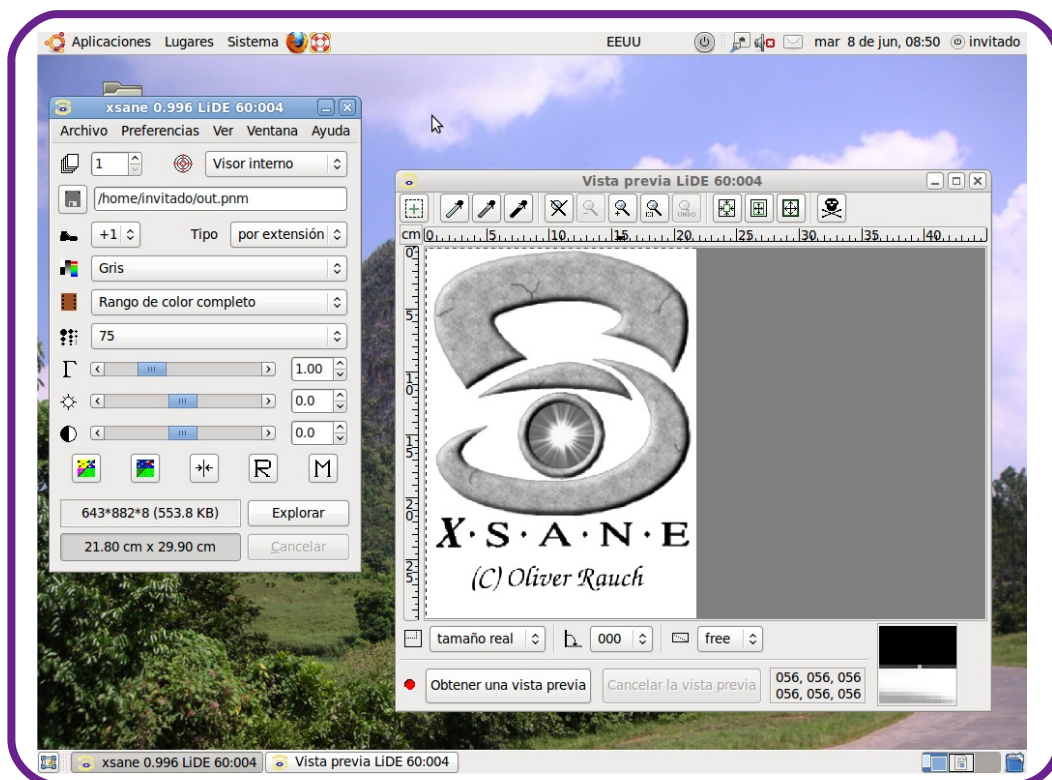 Aplicaciones Lugares Sistema EEUU mar 8 de jun, 08:50 invitado
xsane 0.996 LiDE 60:004
Archivo Preferencias Ver Ventana Ayuda
1 Visor interno
/home/invitado/out.pnm
+1 Tipo por extensión
Gris
Rango de color completo
75
1.00
0.0
0.0
R M
643*882*8 (553.8 KB) Explorar
21.80 cm x 29.90 cm Cancelar
Vista previa LiDE 60:004
UNDO
cm 0 5 10 15 20 25 30 35 40
0
5
10
15
20
25
X·S·A·N·E
(C) Oliver Rauch
tamaño real 000 free
Obtener una vista previa Cancelar la vista previa 056, 056, 056
056, 056, 056
xsane 0.996 LiDE 60:004 Vista previa LiDE 60:004